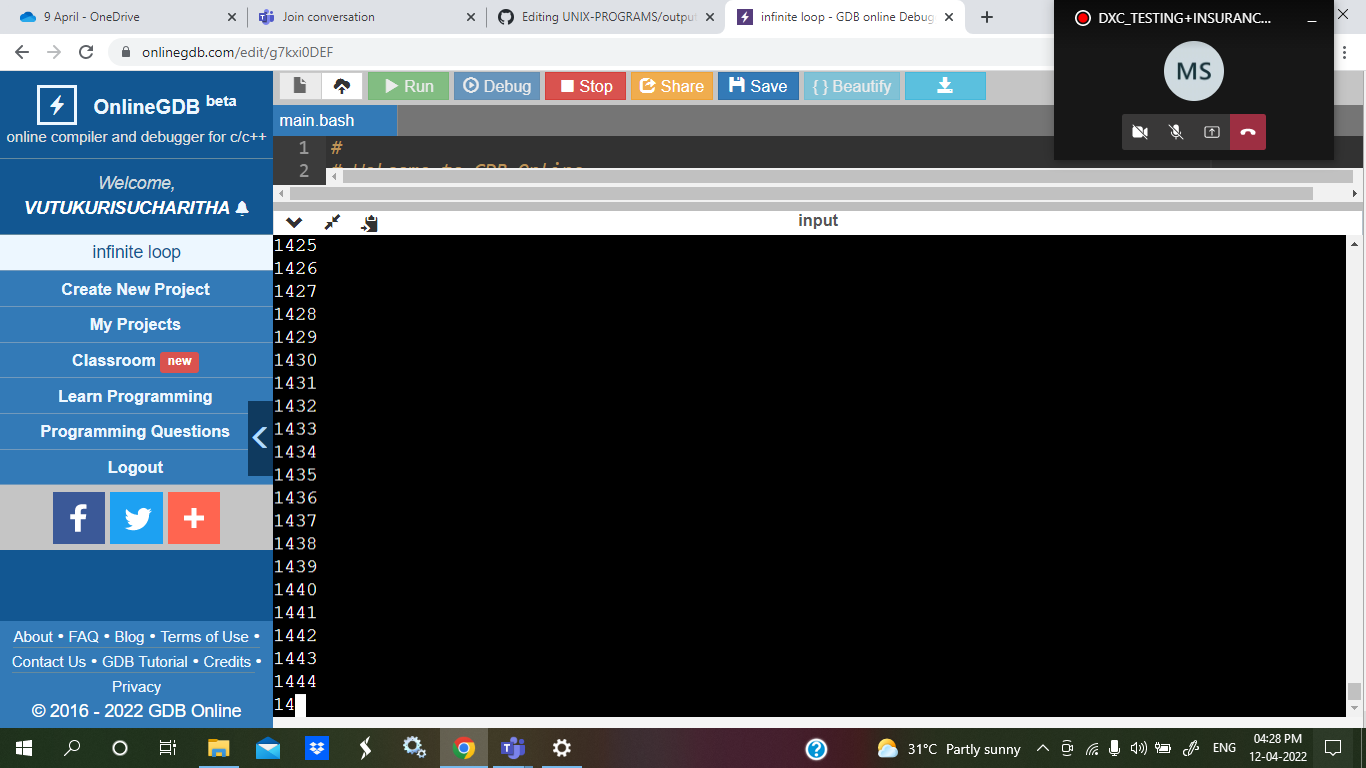 9 April - OneDrive
Join conversation
Editing UNIX-PROGRAMS/outpu
infinite loop - GDB online Debug
onlinegdb.com/edit/g7kxi0DEF
DXC_TESTING+INSURANC...
MS
OnlineGDB beta
online compiler and debugger for c/c++
Welcome,
VUTUKURISUCHARITHA
infinite loop
Create New Project
My Projects
Classroom new
Learn Programming
Programming Questions
Logout
About • FAQ • Blog • Terms of Use •
Contact Us • GDB Tutorial • Credits •
Privacy
© 2016 - 2022 GDB Online
Run Debug Stop Share Save { } Beautify
main.bash
1 #
2 # Welcome to GDB Online
input
1425
1426
1427
1428
1429
1430
1431
1432
1433
1434
1435
1436
1437
1438
1439
1440
1441
1442
1443
1444
14
31°C Partly sunny
ENG
04:28 PM
12-04-2022